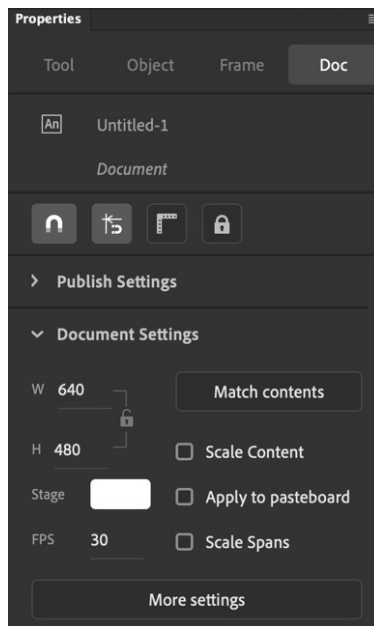 Properties
Tool Object Frame Doc
An Untitled-1
Document
Publish Settings
Document Settings
W 640 Match contents
H 480 Scale Content
Stage Apply to pasteboard
FPS 30 Scale Spans
More settings